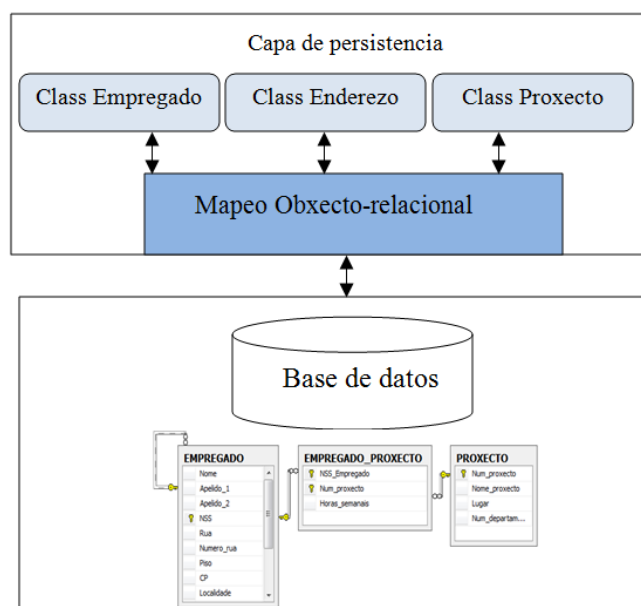 Capa de persistencia
Class Empregado
Class Enderezo
Class Proxecto
Mapeo Obxecto-relacional
Base de datos
EMPREGADO
Nome
Apelido_1
Apelido_2
NSS
Rua
Numero_rua
Piso
CP
Localidade
EMPREGADO_PROXECTO
NSS_Empregado
Num_proxecto
Horas_semanais
PROXECTO
Num_proxecto
Nome_proxecto
Lugar
Num_departam...